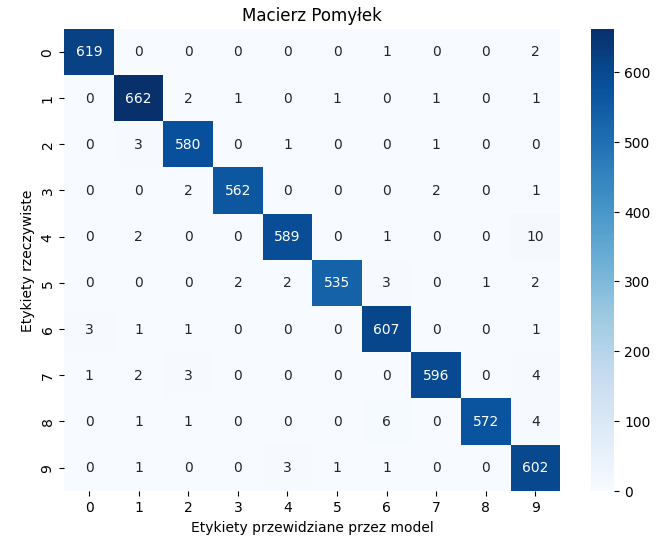 Macierz Pomyłek
0 619 0 0 0 0 0 1 0 0 2
1 0 662 2 1 0 1 0 1 0 1
2 0 3 580 0 1 0 0 1 0 0
3 0 0 2 562 0 0 0 2 0 1
4 0 2 0 0 589 0 1 0 0 10
5 0 0 0 2 2 535 3 0 1 2
6 3 1 1 0 0 0 607 0 0 1
7 1 2 3 0 0 0 0 596 0 4
8 0 1 1 0 0 0 6 0 572 4
9 0 1 0 0 3 1 1 0 0 602
0 1 2 3 4 5 6 7 8 9
Etykiety przewidziane przez model
Etykiety rzeczywiste
600
500
400
300
200
100
0